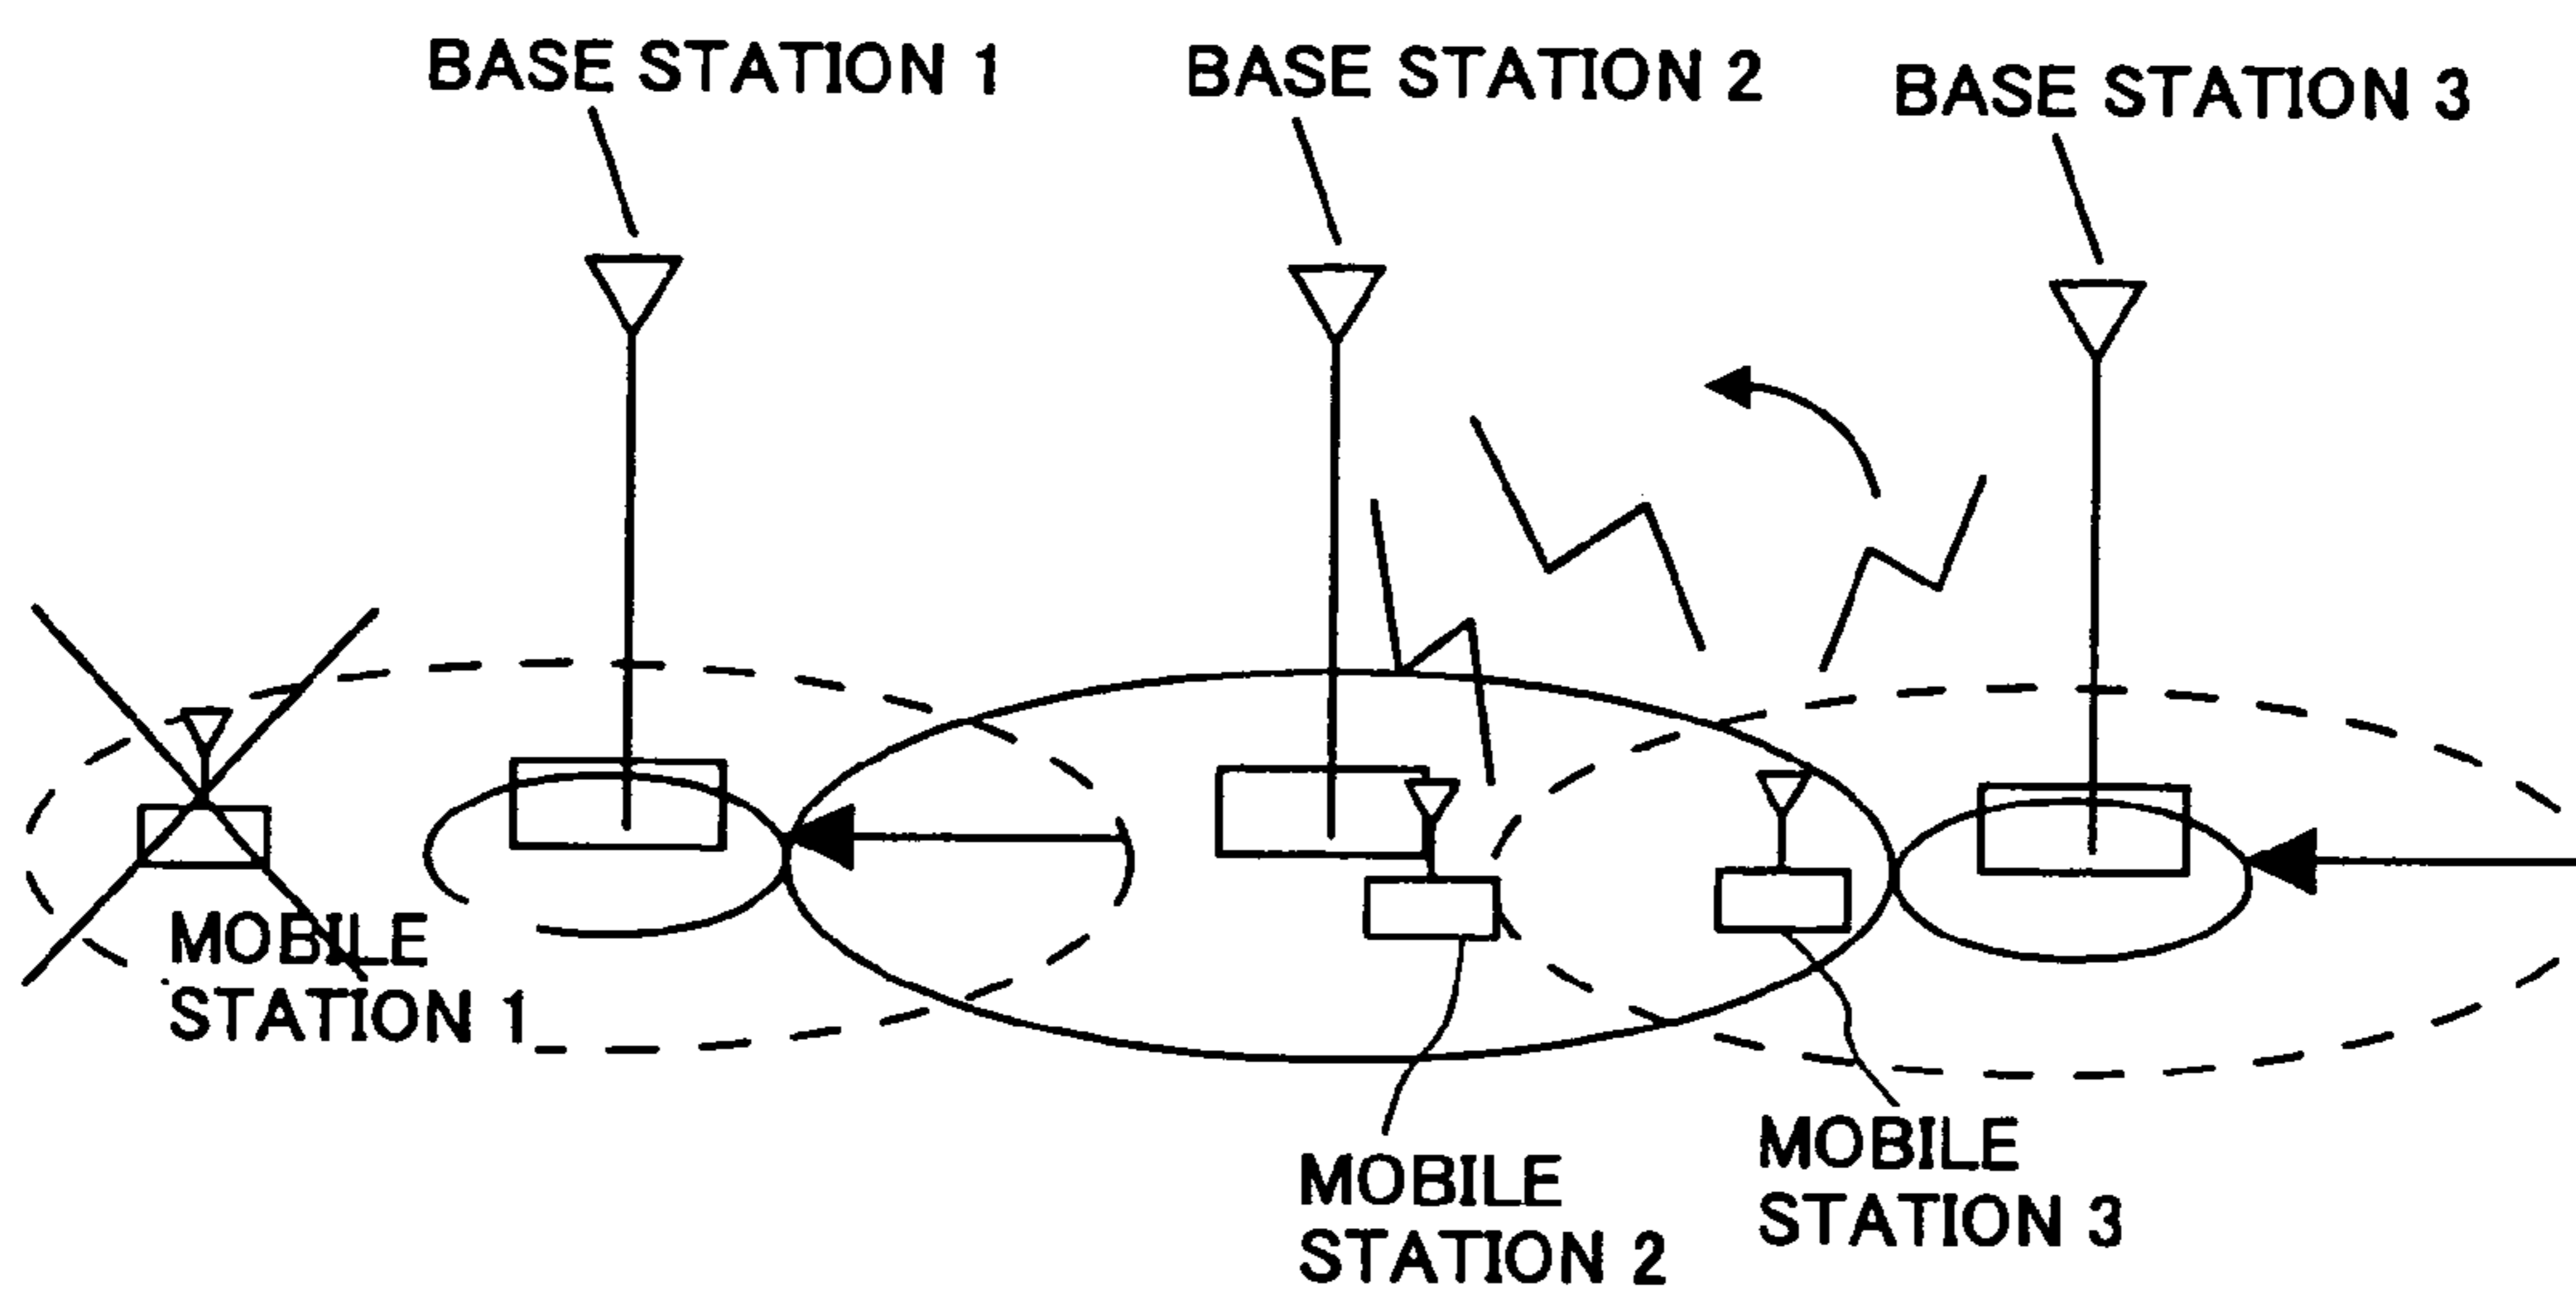 BASE STATION 1
BASE STATION 2
BASE STATION 3
MOBILE
STATION 1
MOBILE
STATION 2
MOBILE
STATION 3